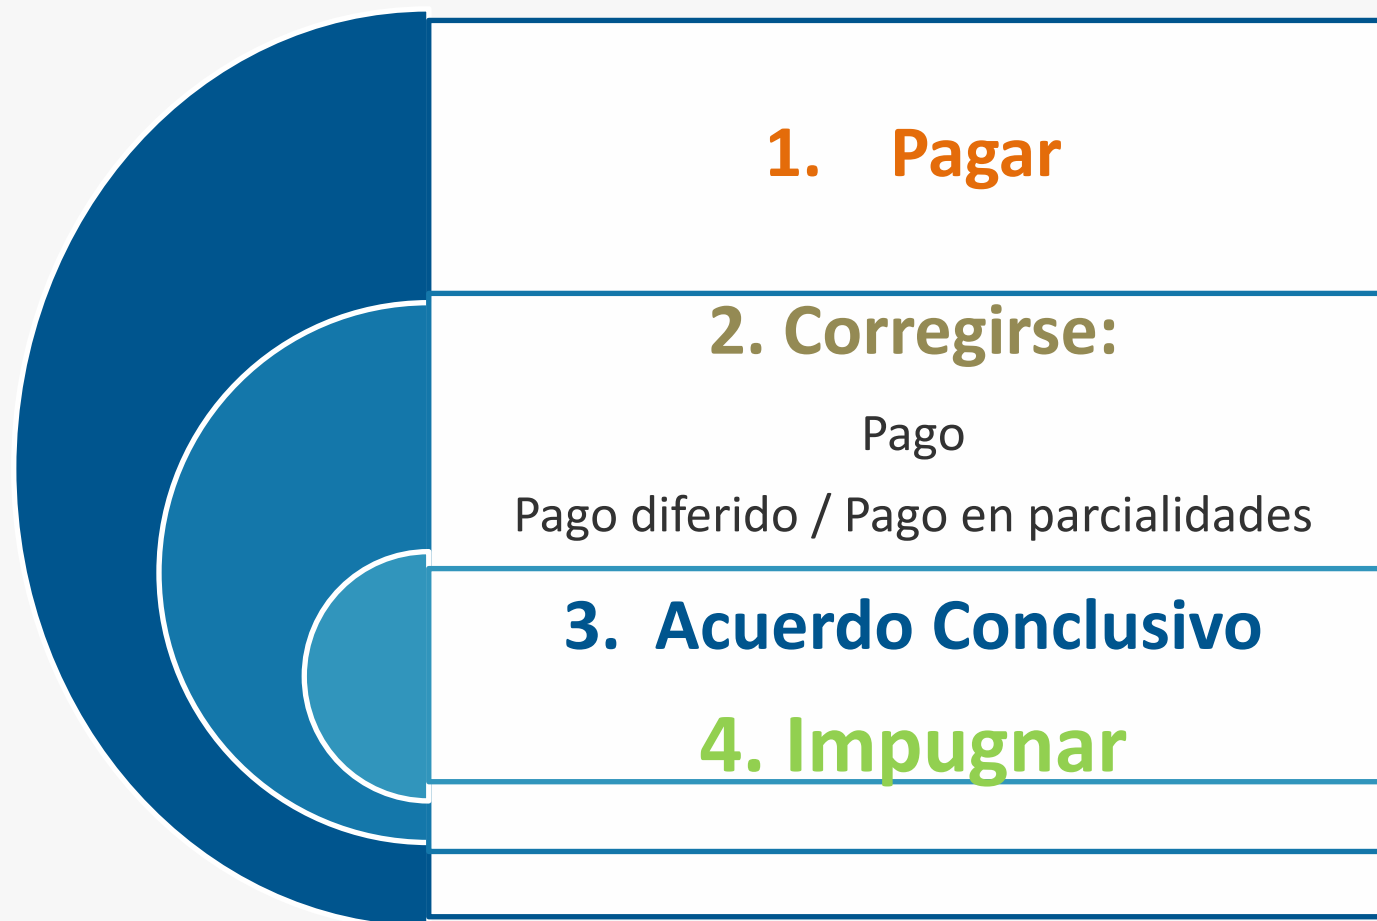 1. Pagar
2. Corregirse:
Pago
Pago diferido / Pago en parcialidades
3. Acuerdo Conclusivo
4. Impugnar